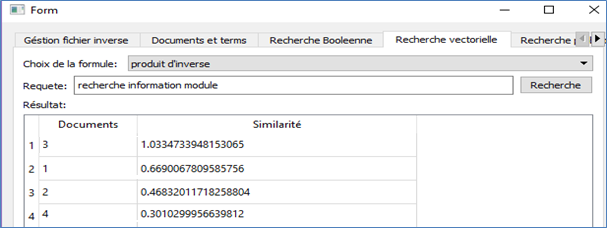 Form
Géstion fichier inverse Documents et terms Recherche Booleenne Recherche vectorielle Recherche
Choix de la formule: produit d'inverse
Requete: recherche information module Recherche
Résultat:
Documents Similarité
1 3 1.0334733948153065
2 1 0.6690067809585756
3 2 0.46832011718258804
4 4 0.3010299956639812